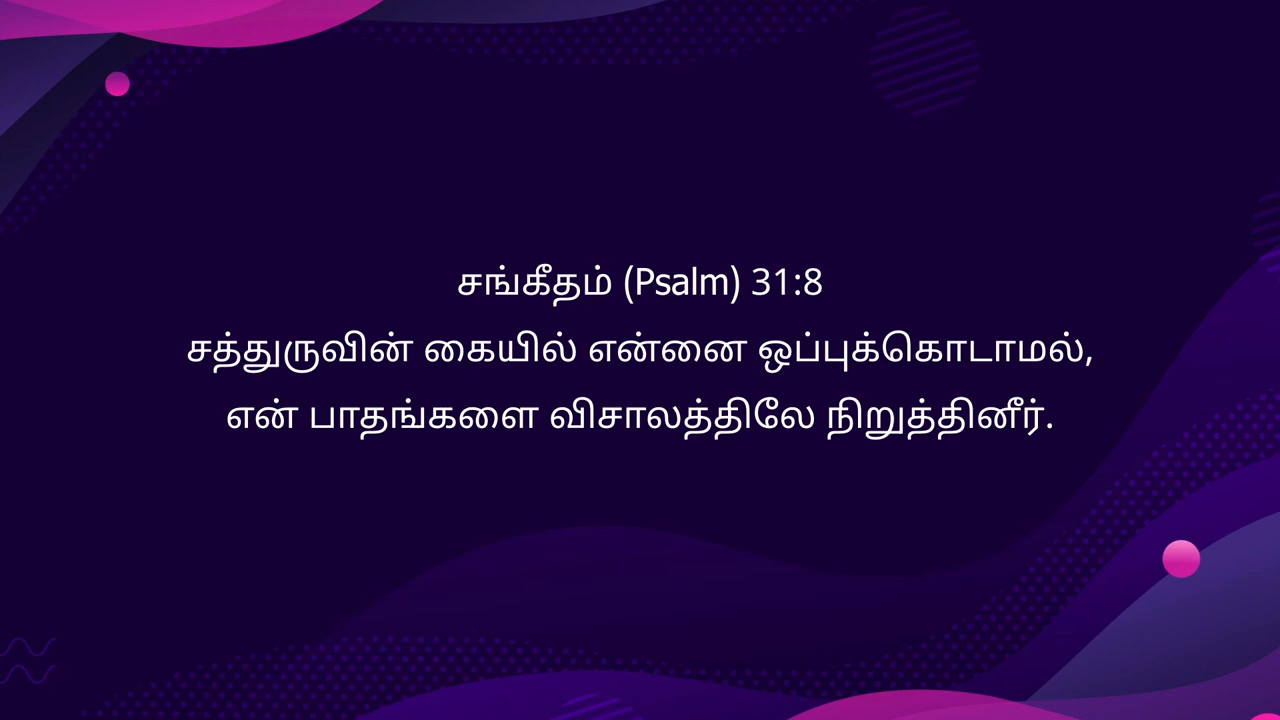 சங்கீதம் (Psalm) 31:8
சத்துருவின் கையில் என்னை ஒப்புக்கொடாமல்,
என் பாதங்களை விசாலத்திலே நிறுத்தினீர்.